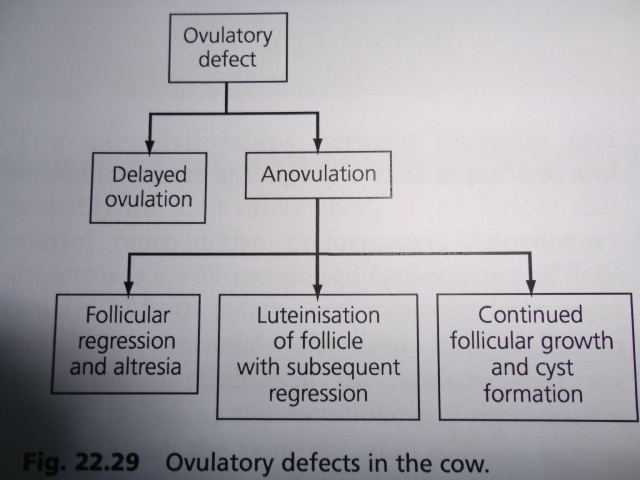 Ovulatory
defect
Delayed
ovulation
Anovulation
Follicular
regression
and altresia
Luteinisation
of follicle
with subsequent
regression
Continued
follicular growth
and cyst
formation
Fig. 22.29 Ovulatory defects in the cow.